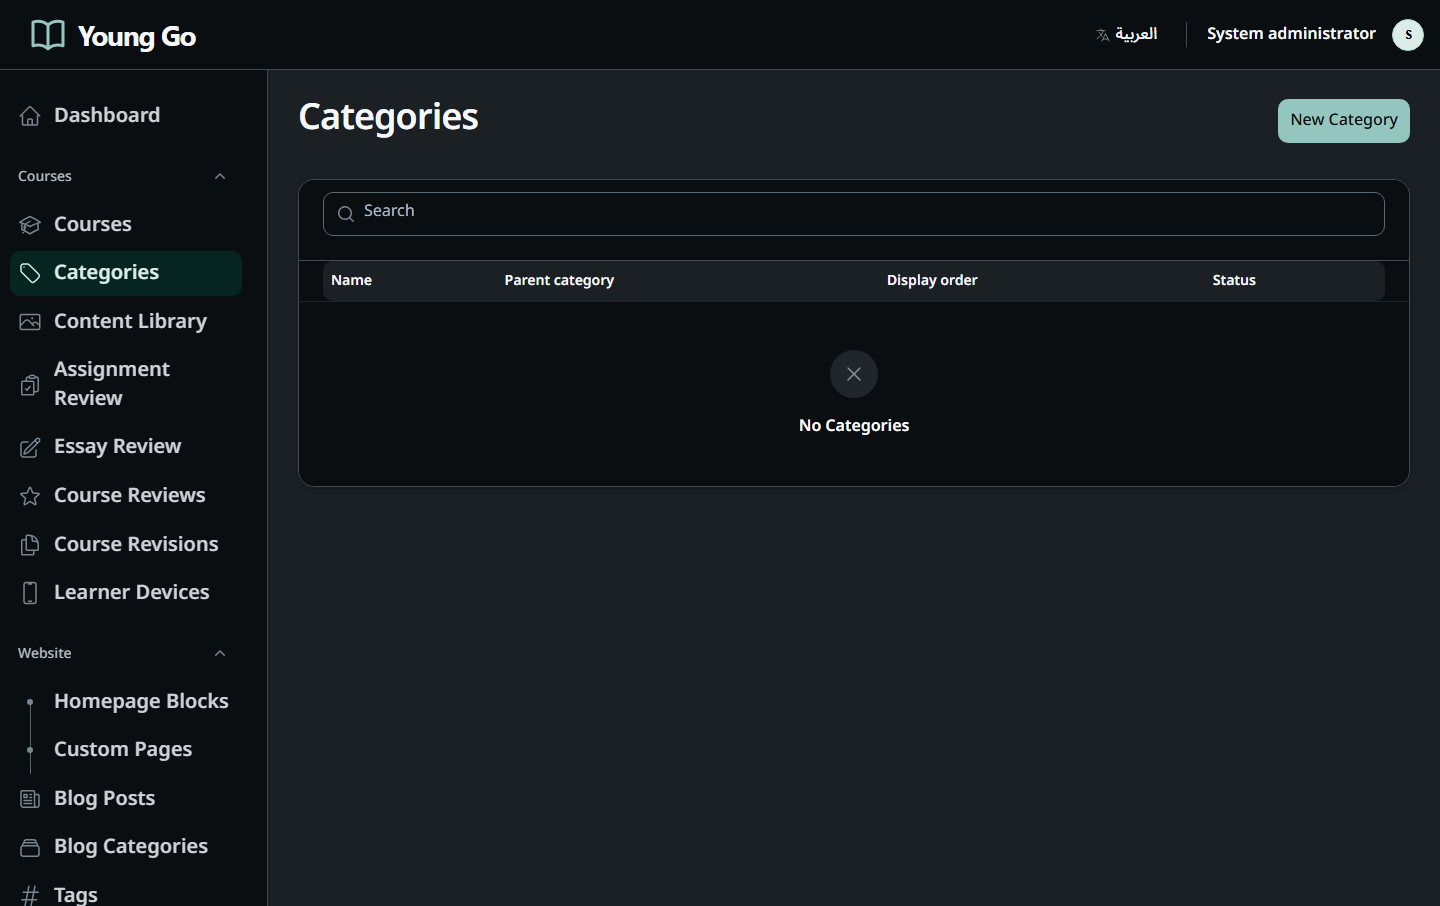 Young Go
العربية
System administrator
S
Dashboard
Courses
Courses
Categories
Content Library
Assignment
Review
Essay Review
Course Reviews
Course Revisions
Learner Devices
Website
Homepage Blocks
Custom Pages
Blog Posts
Blog Categories
Tags
Categories
New Category
Search
Name Parent category Display order Status
No Categories